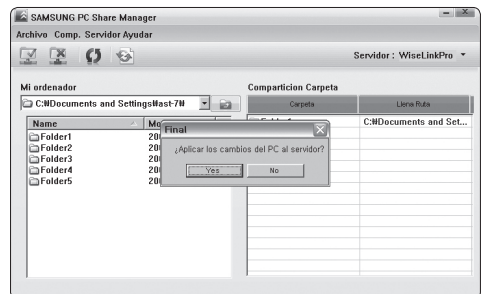 SAMSUNG PC Share Manager
Archivo Comp. Servidor Ayudar
Servidor : WiseLinkPro
Mi ordenador
C:₩Documents and Settings₩ast-7₩
Name
Folder1
Folder2
Folder3
Folder4
Folder5
Comparticion Carpeta
Carpeta
Llena Ruta
C:₩Documents and Set...
Final
¿Aplicar los cambios del PC al servidor?
Yes
No